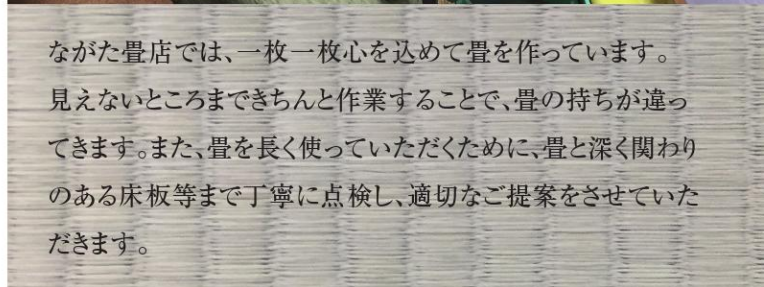 ながた畳店では、一枚一枚心を込めて畳を作っています。
見えないところまできちんと作業することで、畳の持ちが違っ
てきます。また、畳を長く使っていただくために、畳と深く関わり
のある床板等まで丁寧に点検し、適切なご提案をさせていた
だきます。